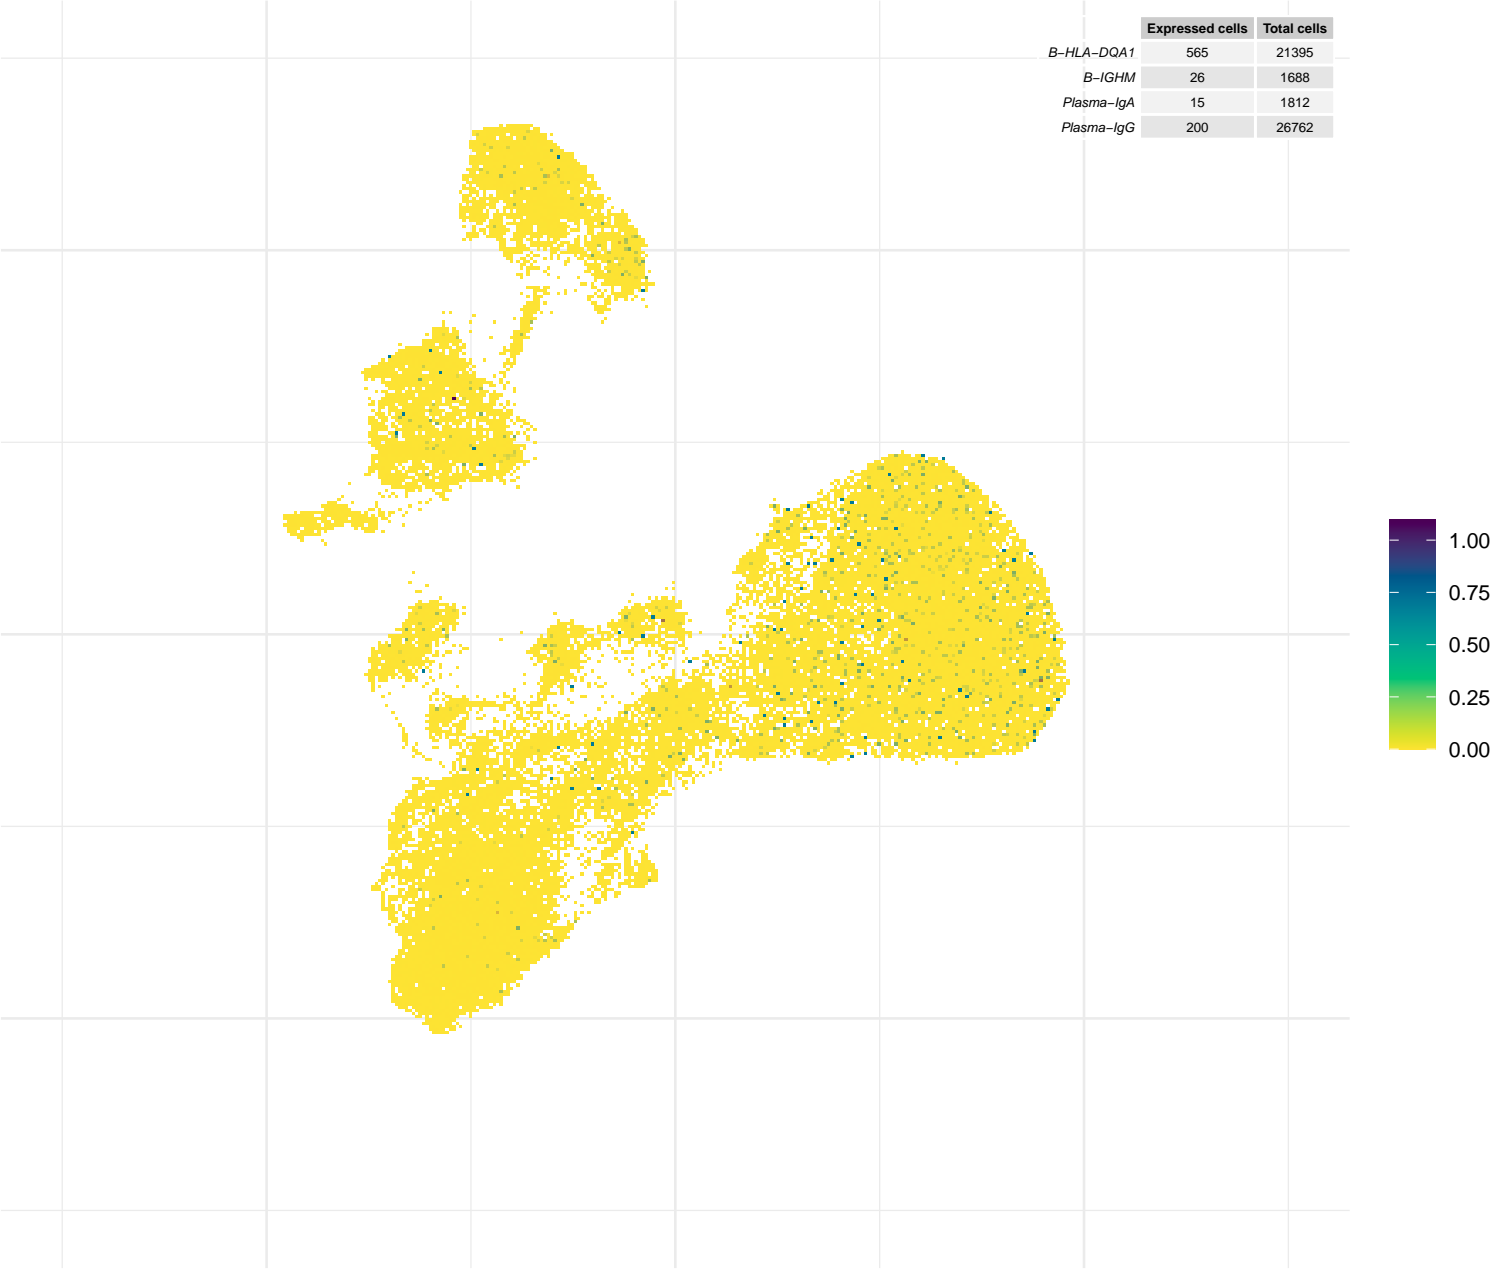 Expressed cells Total cells
B−HLA−DQA1 565 21395
B−IGHM 26 1688
Plasma−IgA 15 1812
Plasma−IgG 200 26762
1.00
0.75
0.50
0.25
0.00